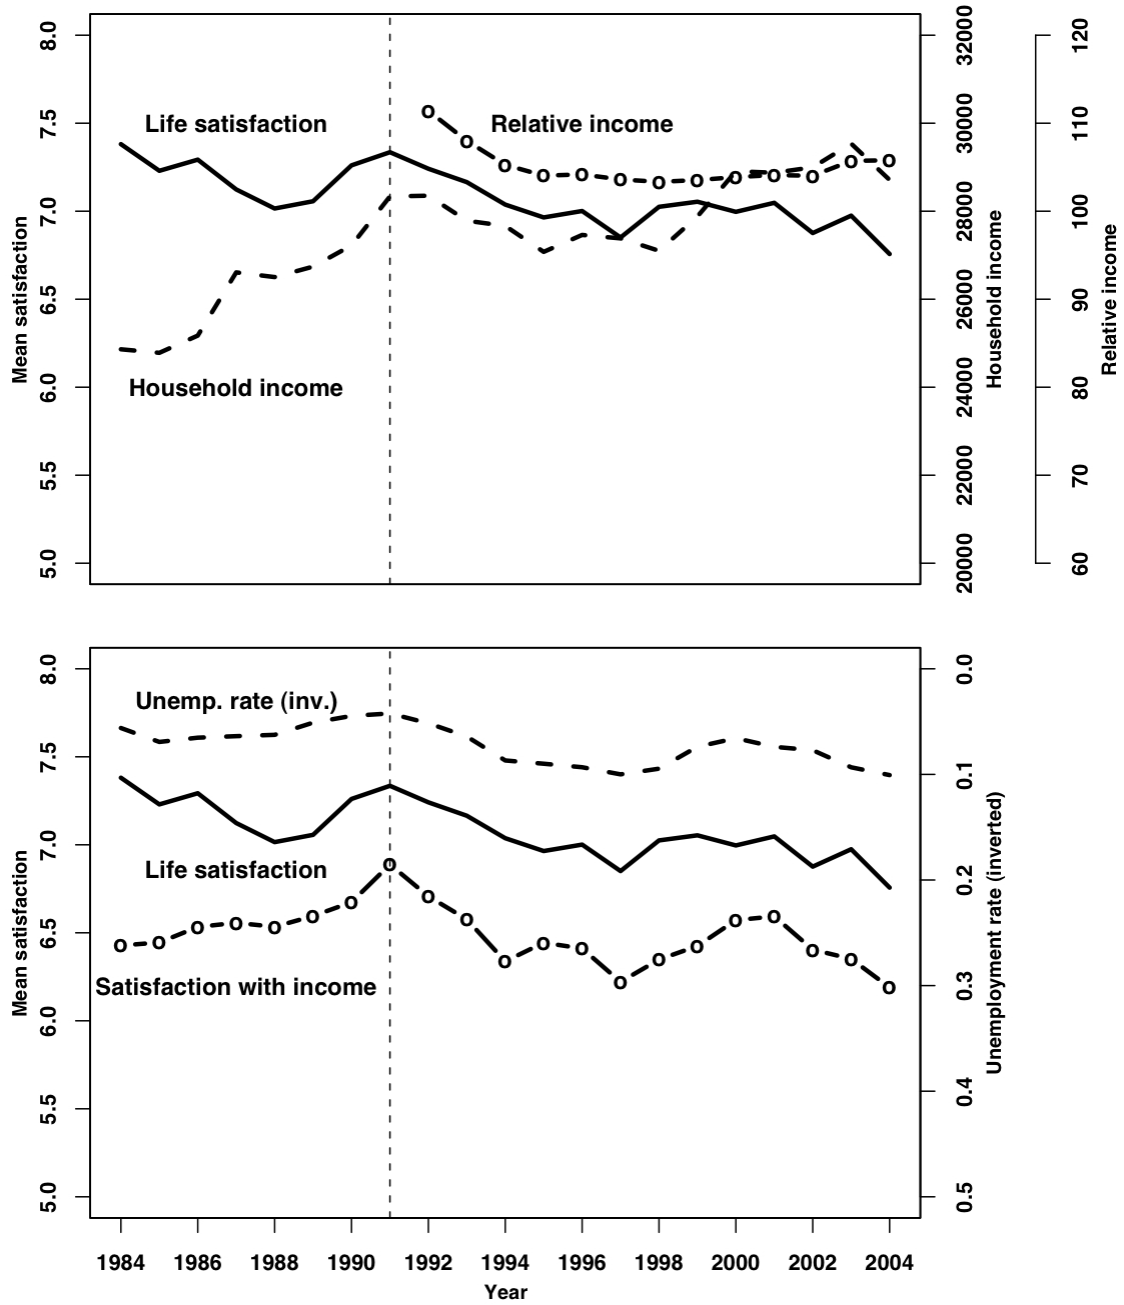 8.0
7.5
7.0
6.5
6.0
5.5
5.0
Mean satisfaction
Life satisfaction
Relative income
Household income
32000
30000
28000
26000
24000
22000
20000
Household income
120
110
100
90
80
70
60
Relative income
8.0
7.5
7.0
6.5
6.0
5.5
5.0
Mean satisfaction
Unemp. rate (inv.)
Life satisfaction
Satisfaction with income
0.0
0.1
0.2
0.3
0.4
0.5
Unemployment rate (inverted)
1984 1986 1988 1990 1992 1994 1996 1998 2000 2002 2004
Year